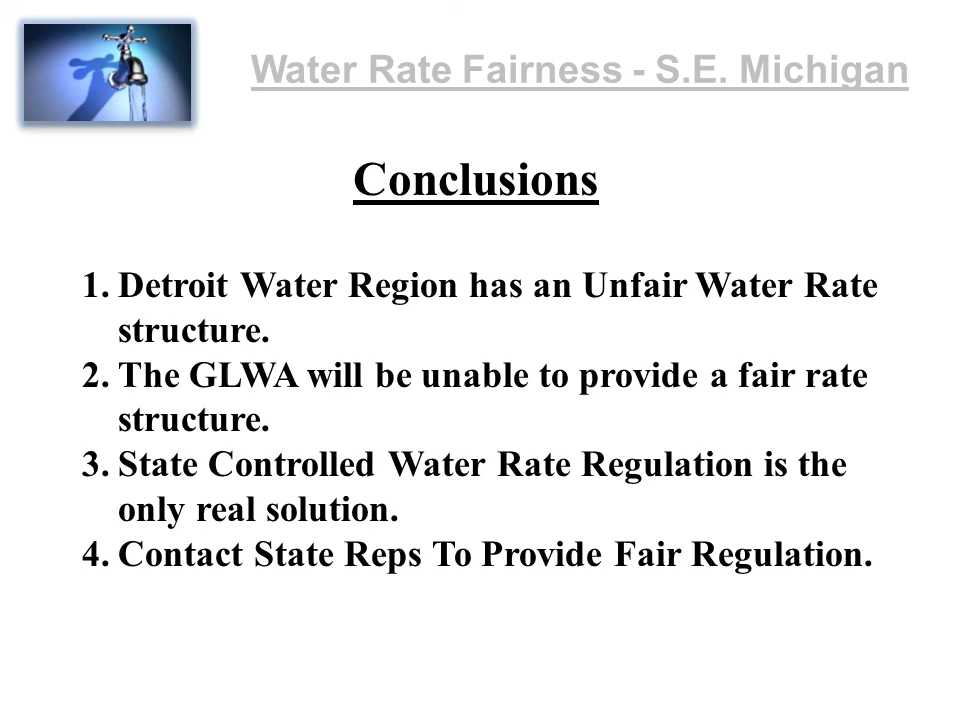 Water Rate Fairness - S.E. Michigan
Conclusions
1. Detroit Water Region has an Unfair Water Rate
structure.
2. The GLWA will be unable to provide a fair rate
structure.
3. State Controlled Water Rate Regulation is the
only real solution.
4. Contact State Reps To Provide Fair Regulation.